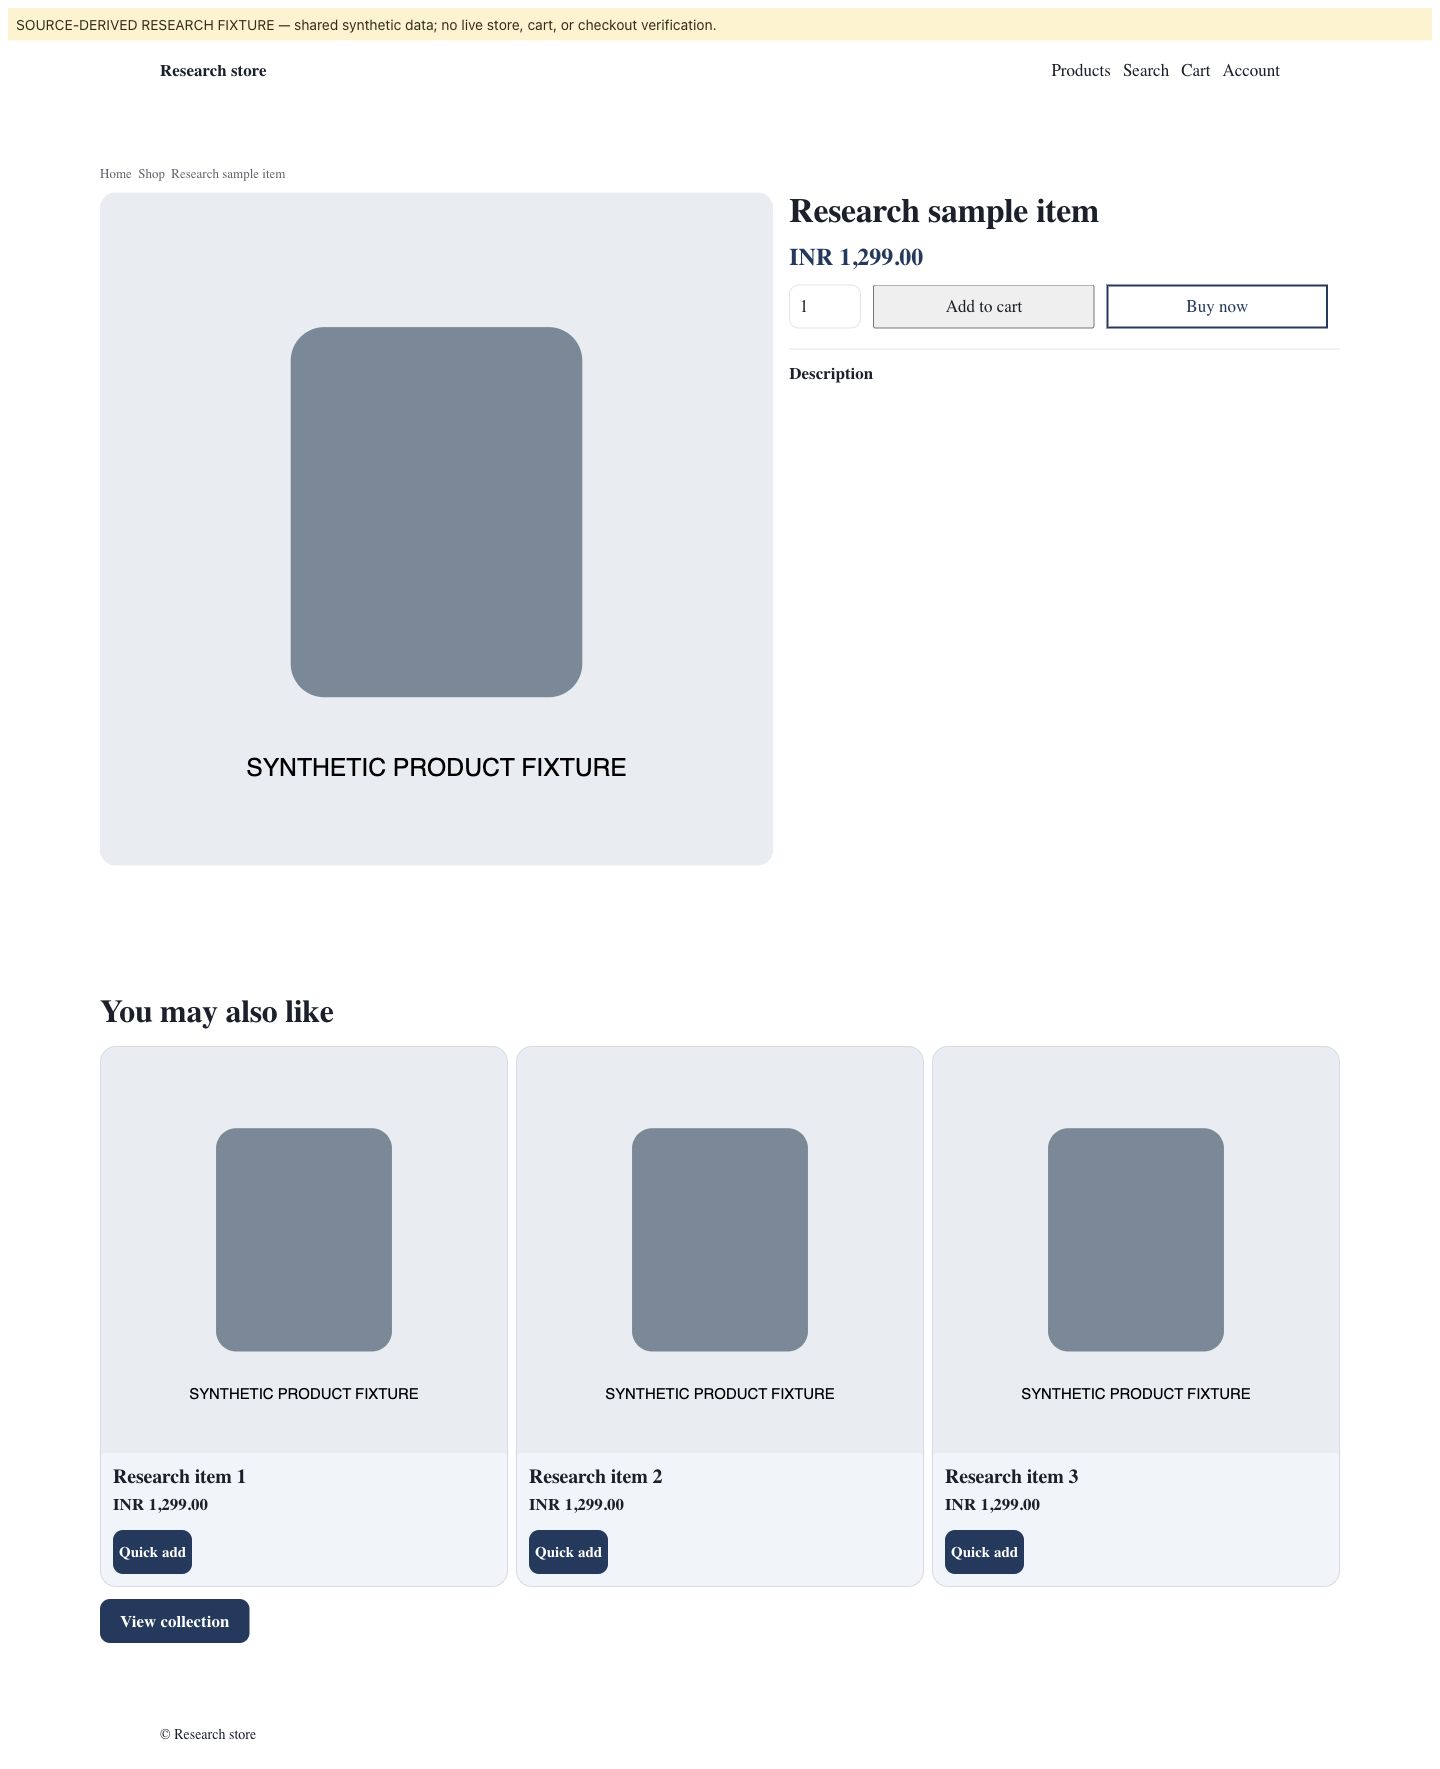 SOURCE-DERIVED RESEARCH FIXTURE — shared synthetic data; no live store, cart, or checkout verification.
Research store
Products Search Cart Account
Home Shop Research sample item
SYNTHETIC PRODUCT FIXTURE
Research sample item
INR 1,299.00
1 Add to cart Buy now
Description
You may also like
SYNTHETIC PRODUCT FIXTURE
Research item 1
INR 1,299.00
Quick add
SYNTHETIC PRODUCT FIXTURE
Research item 2
INR 1,299.00
Quick add
SYNTHETIC PRODUCT FIXTURE
Research item 3
INR 1,299.00
Quick add
View collection
© Research store